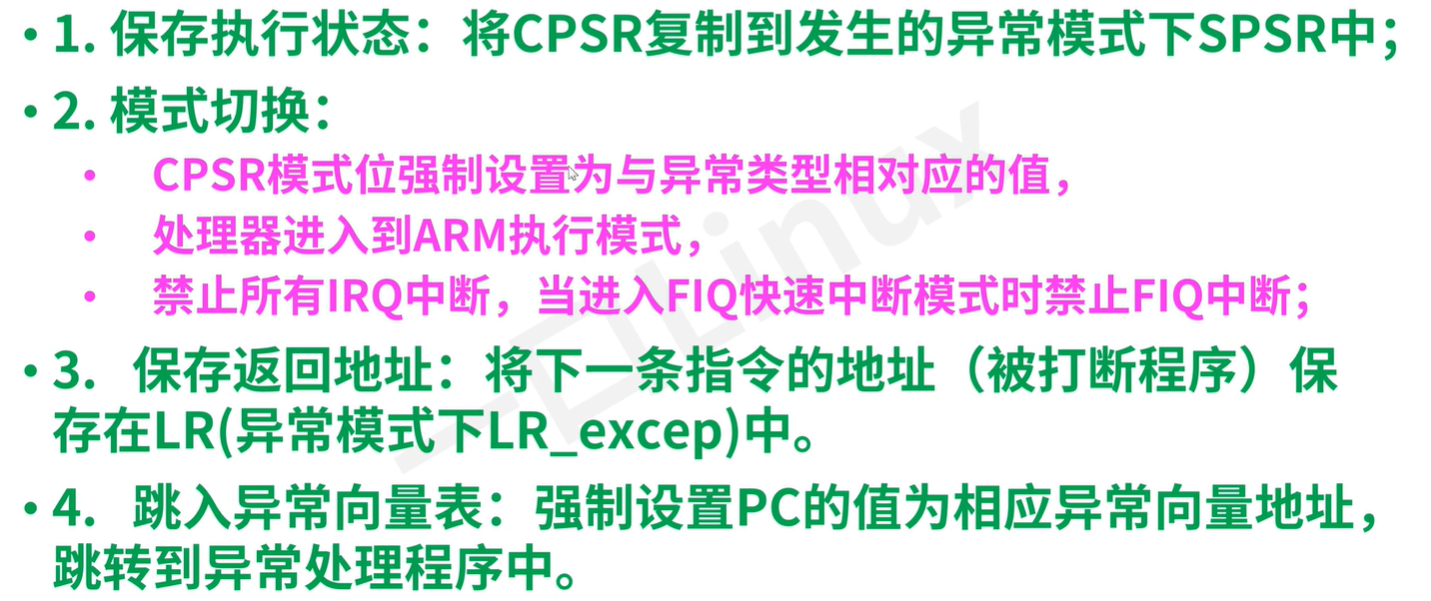 • 1. 保存执行状态：将CPSR复制到发生的异常模式下SPSR中；
• 2. 模式切换：
• CPSR模式位强制设置为与异常类型相对应的值，
• 处理器进入到ARM执行模式，
• 禁止所有IRQ中断，当进入FIQ快速中断模式时禁止FIQ中断；
• 3. 保存返回地址：将下一条指令的地址（被打断程序）保
存在LR(异常模式下LR_excep)中。
• 4. 跳入异常向量表：强制设置PC的值为相应异常向量地址，
跳转到异常处理程序中。
一口Linux